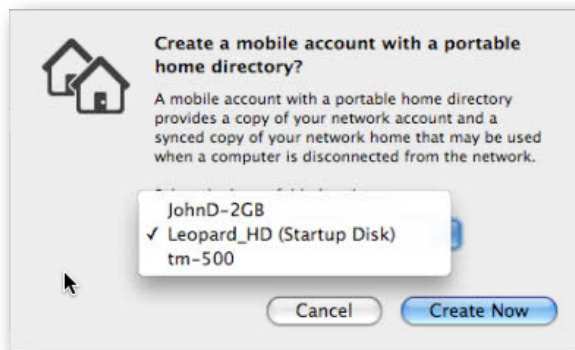 Create a mobile account with a portable
home directory?
A mobile account with a portable home directory
provides a copy of your network account and a
synced copy of your network home that may be used
when a computer is disconnected from the network.
JohnD-2GB
✓ Leopard_HD (Startup Disk)
tm-500
Cancel
Create Now